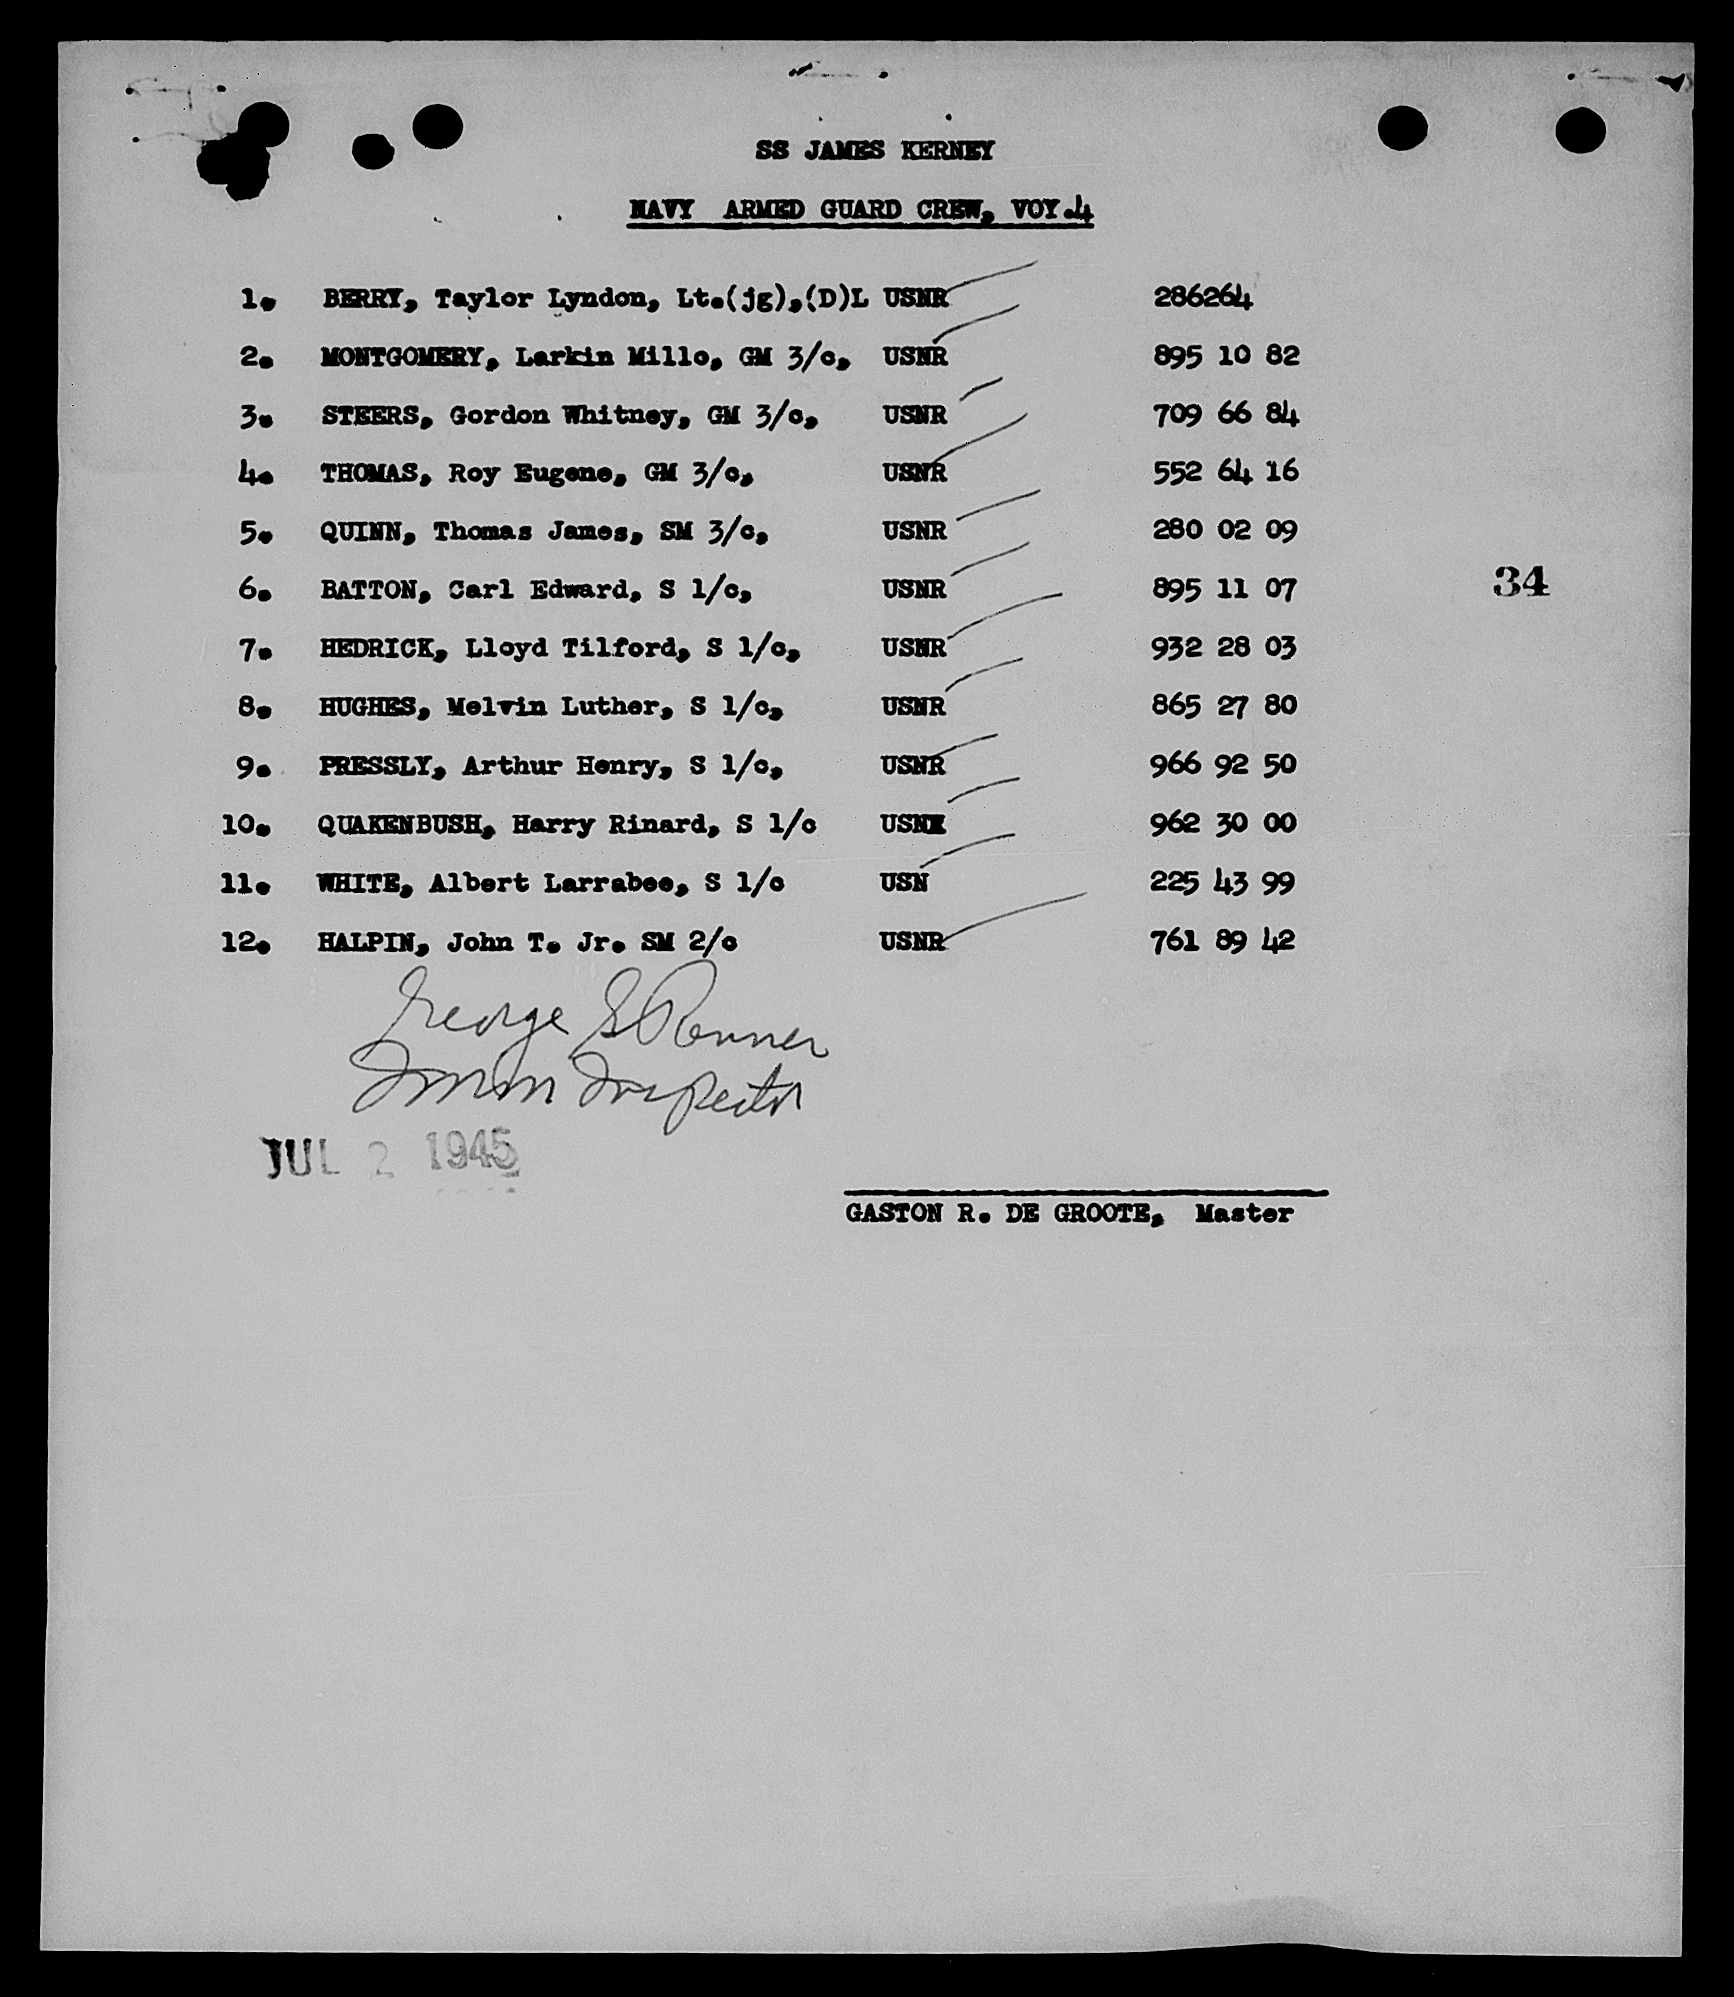 SS JAMES KERNEY
NAVY ARMED GUARD CREW, VOY.4
1. BERRY, Taylor Lyndon, Lt.(jg),(D)L USNR 286264
2. MONTGOMERY, Larkin Millo, GM 3/c, USNR 895 10 82
3. STEERS, Gordon Whitney, GM 3/c, USNR 709 66 84
4. THOMAS, Roy Eugene, GM 3/c, USNR 552 64 16
5. QUINN, Thomas James, SM 3/c, USNR 280 02 09
6. BATTON, Carl Edward, S 1/c, USNR 895 11 07
34
7. HEDRICK, Lloyd Tilford, S 1/c, USNR 932 28 03
8. HUGHES, Melvin Luther, S 1/c, USNR 865 27 80
9. PRESSLY, Arthur Henry, S 1/c, USNR 966 92 50
10. QUAKENBUSH, Harry Rinard, S 1/c USN 962 30 00
11. WHITE, Albert Larrabee, S 1/c USN 225 43 99
12. HALPIN, John T. Jr. SM 2/c USNR 761 89 42
George S Renner
Immn Inspector
JUL 2 1945
GASTON R. DE GROOTE, Master